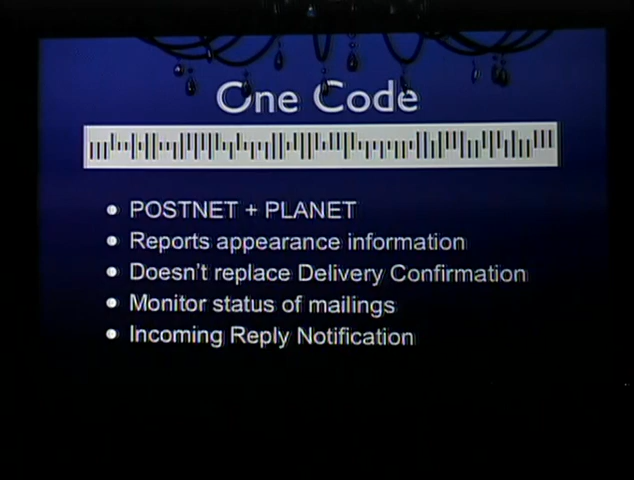 One Code
POSTNET + PLANET
Reports appearance information
Doesn't replace Delivery Confirmation
Monitor status of mailings
Incoming Reply Notification